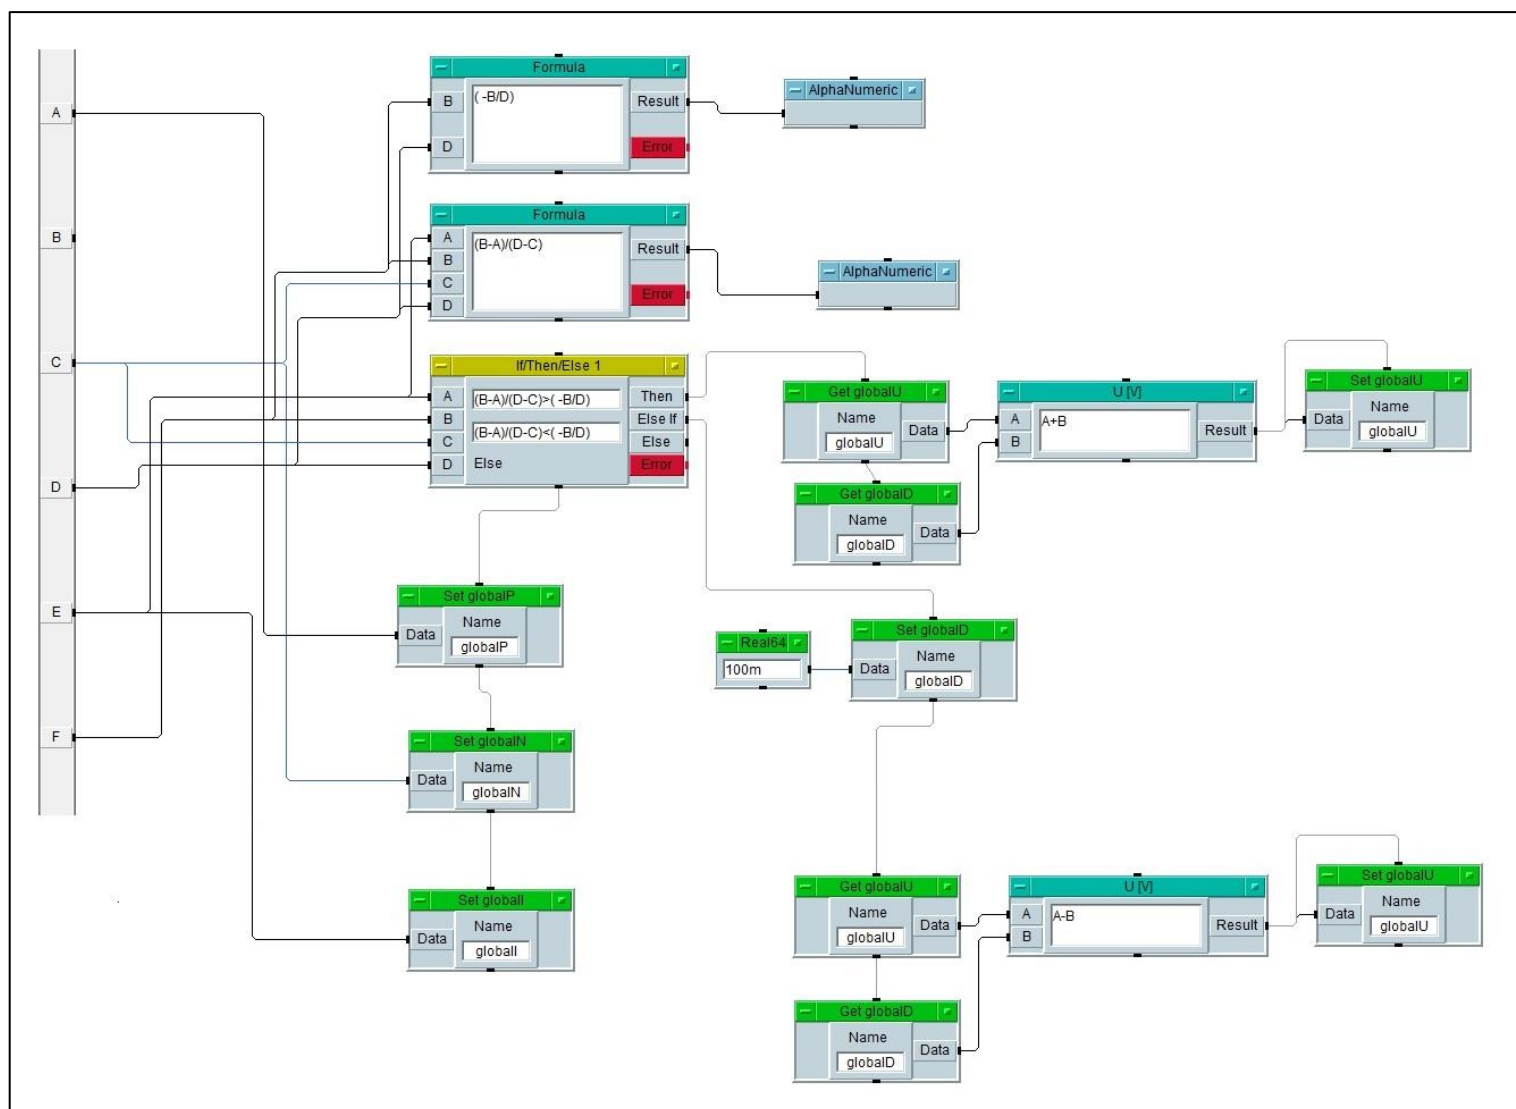 A
B
C
D
E
F
Formula
B
D
( -B/D)
Result
Error
AlphaNumeric
Formula
A
B
C
D
(B-A)/(D-C)
Result
Error
AlphaNumeric
If/Then/Else 1
A
B
C
D
(B-A)/(D-C)>( -B/D)
(B-A)/(D-C)<( -B/D)
Else
Then
Else If
Else
Error
Get globalU
Name
globalU
Data
U [V]
A
B
A+B
Result
Set globalU
Data
Name
globalU
Get globalD
Name
globalD
Data
Set globalP
Data
Name
globalP
Real64
100m
Set globalD
Data
Name
globalD
Set globalN
Data
Name
globalN
Set globalI
Data
Name
globalI
Get globalU
Name
globalU
Data
U [V]
A
B
A-B
Result
Set globalU
Data
Name
globalU
Get globalD
Name
globalD
Data